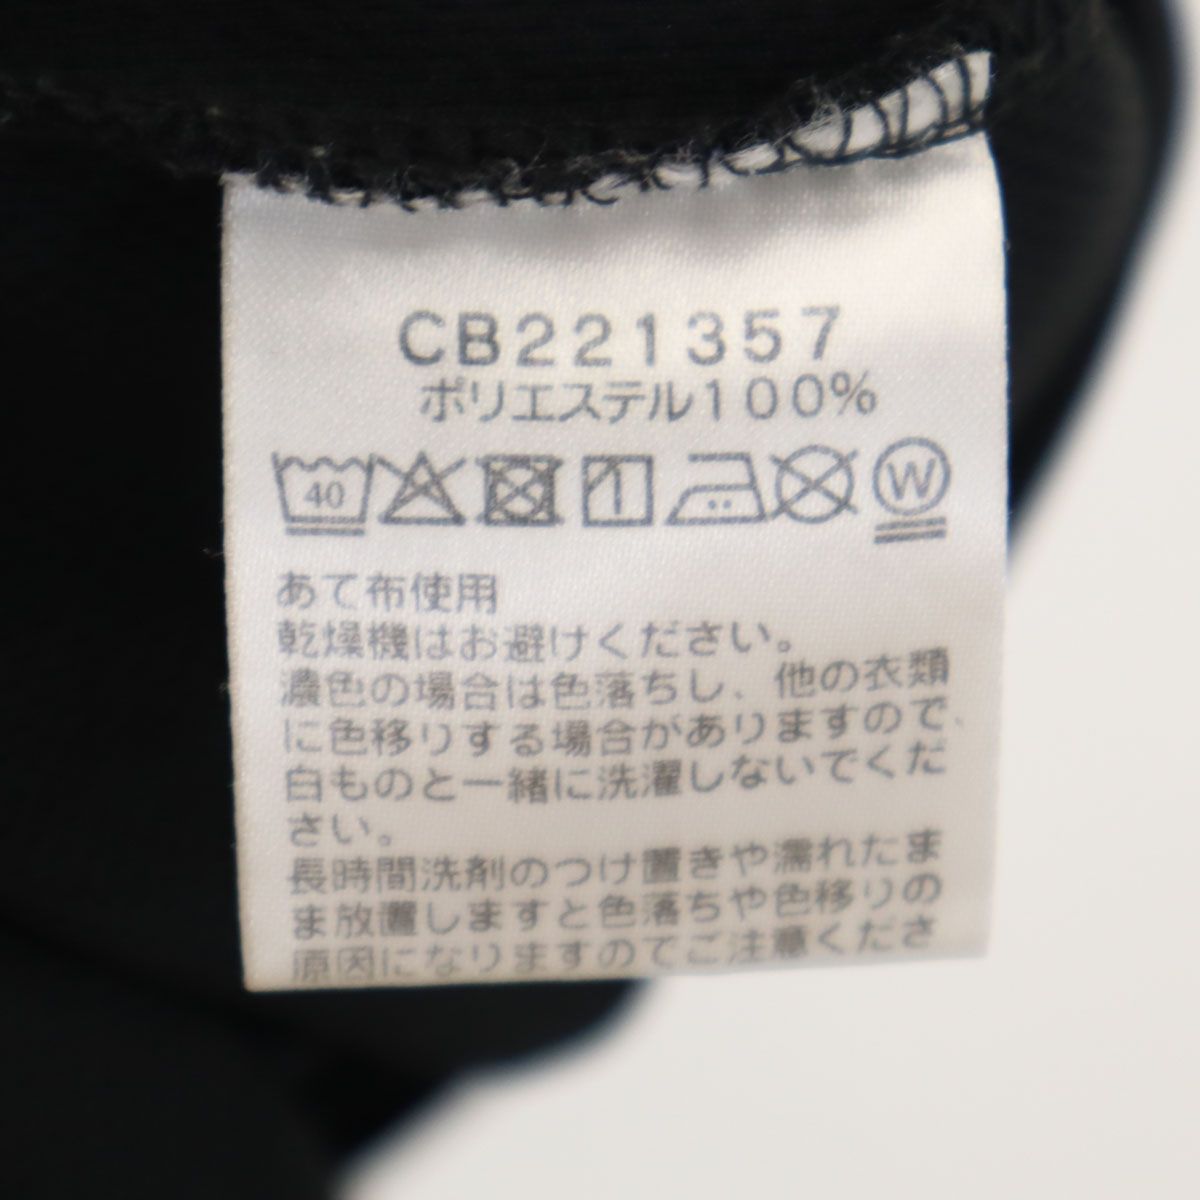 CB221357
ポリエステル100%
40 W
あて布使用
乾燥機はお避けください。
濃色の場合は色落ちし、他の衣類
に色移りする場合がありますので、
白ものと一緒に洗濯しないでくだ
さい。
長時間洗剤のつけ置きや濡れたま
ま放置しますと色落ちや色移りの
原因になりますのでご注意くださ